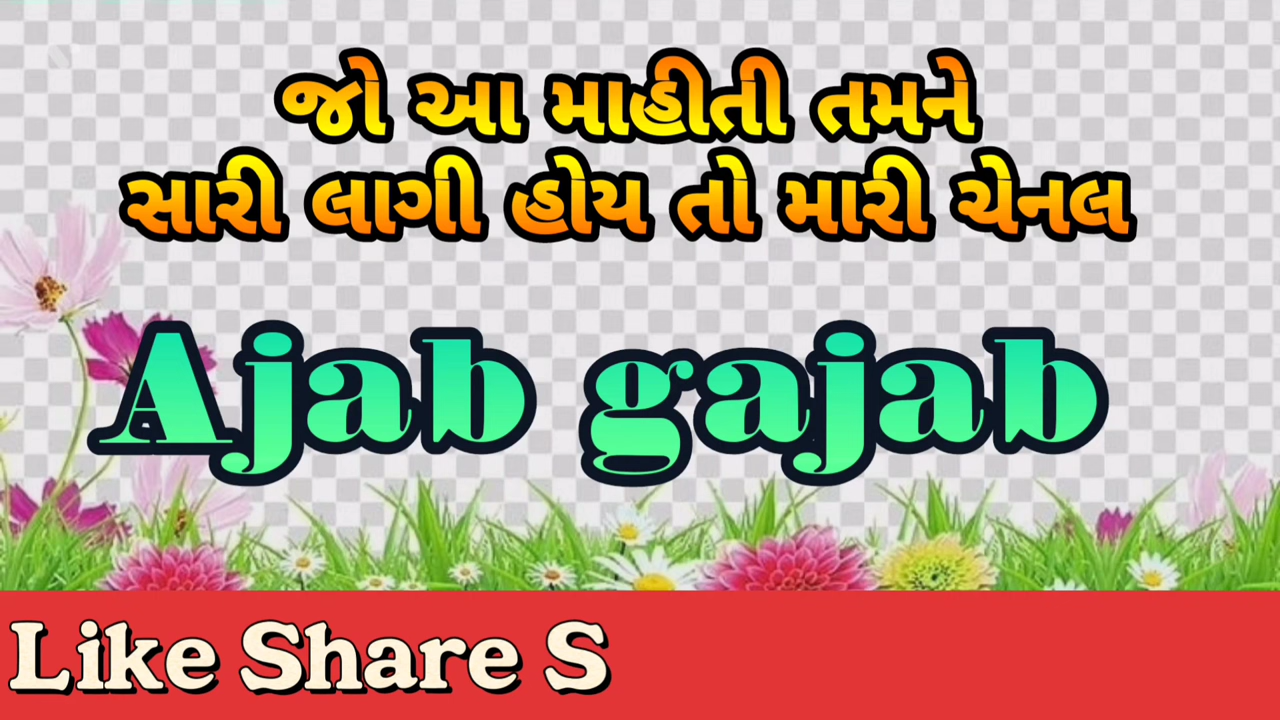 જો આ માહીતી તમને
સારી લાગી હોય તો મારી ચેનલ
Ajab gajab
Like Share S